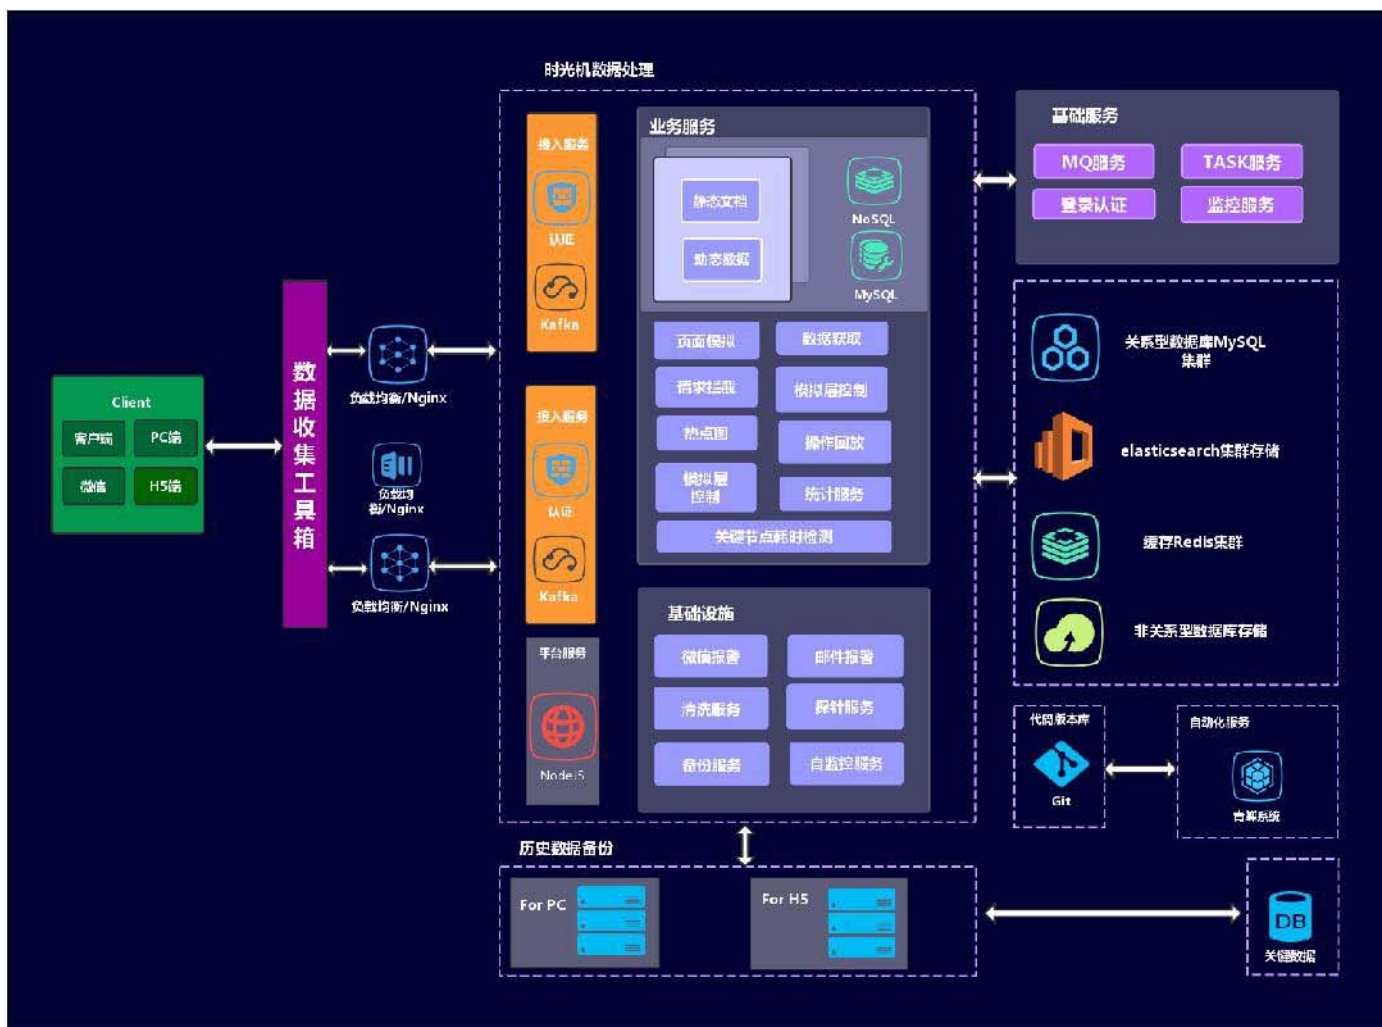 时光机数据处理
接入服务
认证
Kafka
接入服务
认证
Kafka
平台服务
NodeJS
业务服务
静态文档
动态数据
NoSQL
MySQL
页面模拟
数据获取
请求拦截
模拟层控制
热点图
操作回放
模拟层
控制
统计服务
关键节点耗时检测
基础设施
微信报警
邮件报警
清洗服务
探针服务
备份服务
自监控服务
基础服务
MQ服务
TASK服务
登录认证
监控服务
关系型数据库MySQL
集群
elasticsearch集群存储
缓存Redis集群
非关系型数据库存储
代码版本库
Git
自动化服务
系统
Client
客户端
PC端
微信
H5端
数据收集工具箱
负载均衡/Nginx
负载均
衡/Nginx
负载均衡/Nginx
历史数据备份
For PC
For H5
DB
关键数据